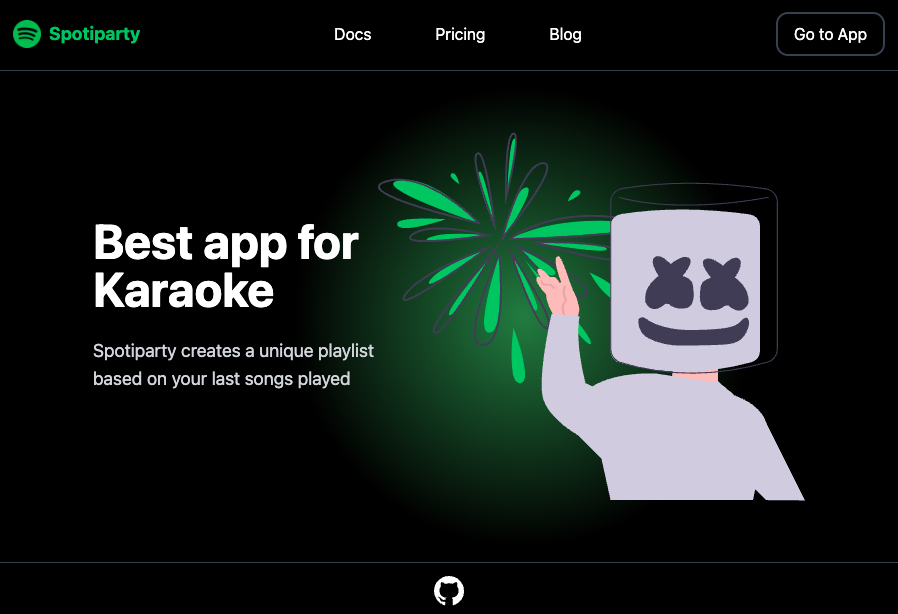 Spotiparty
Docs
Pricing
Blog
Go to App
Best app for
Karaoke
Spotiparty creates a unique playlist
based on your last songs played